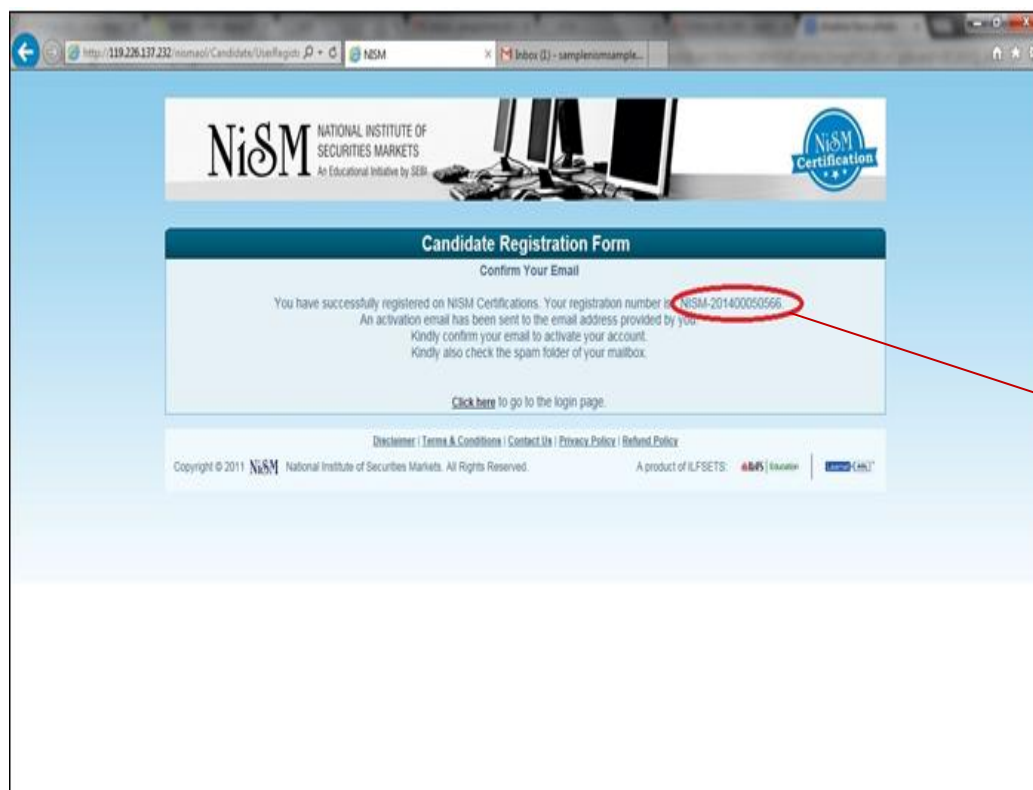 http://119.226.137.232/nismaol/Candidate/UserRegistr
NISM
Inbox (1) - samplenismsample...
NiSM NATIONAL INSTITUTE OF
SECURITIES MARKETS
An Educational Initiative by SEBI
NiSM
Certification
Candidate Registration Form
Confirm Your Email
You have successfully registered on NISM Certifications. Your registration number is NISM-201400050566.
An activation email has been sent to the email address provided by you.
Kindly confirm your email to activate your account.
Kindly also check the spam folder of your mailbox.
Click here to go to the login page.
Disclaimer | Terms & Conditions | Contact Us | Privacy Policy | Refund Policy
Copyright © 2011 NiSM National Institute of Securities Markets. All Rights Reserved. A product of ILFSETS: IL&FS Education